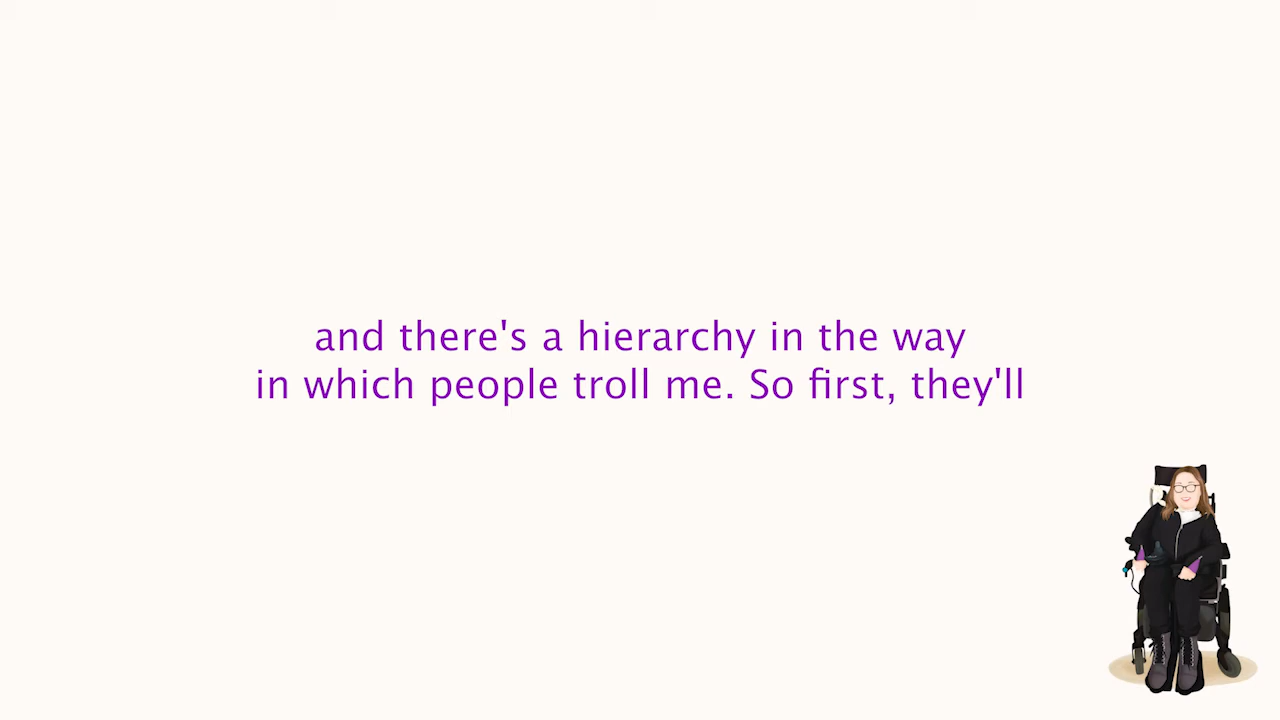 and there's a hierarchy in the way
in which people troll me. So first, they'll